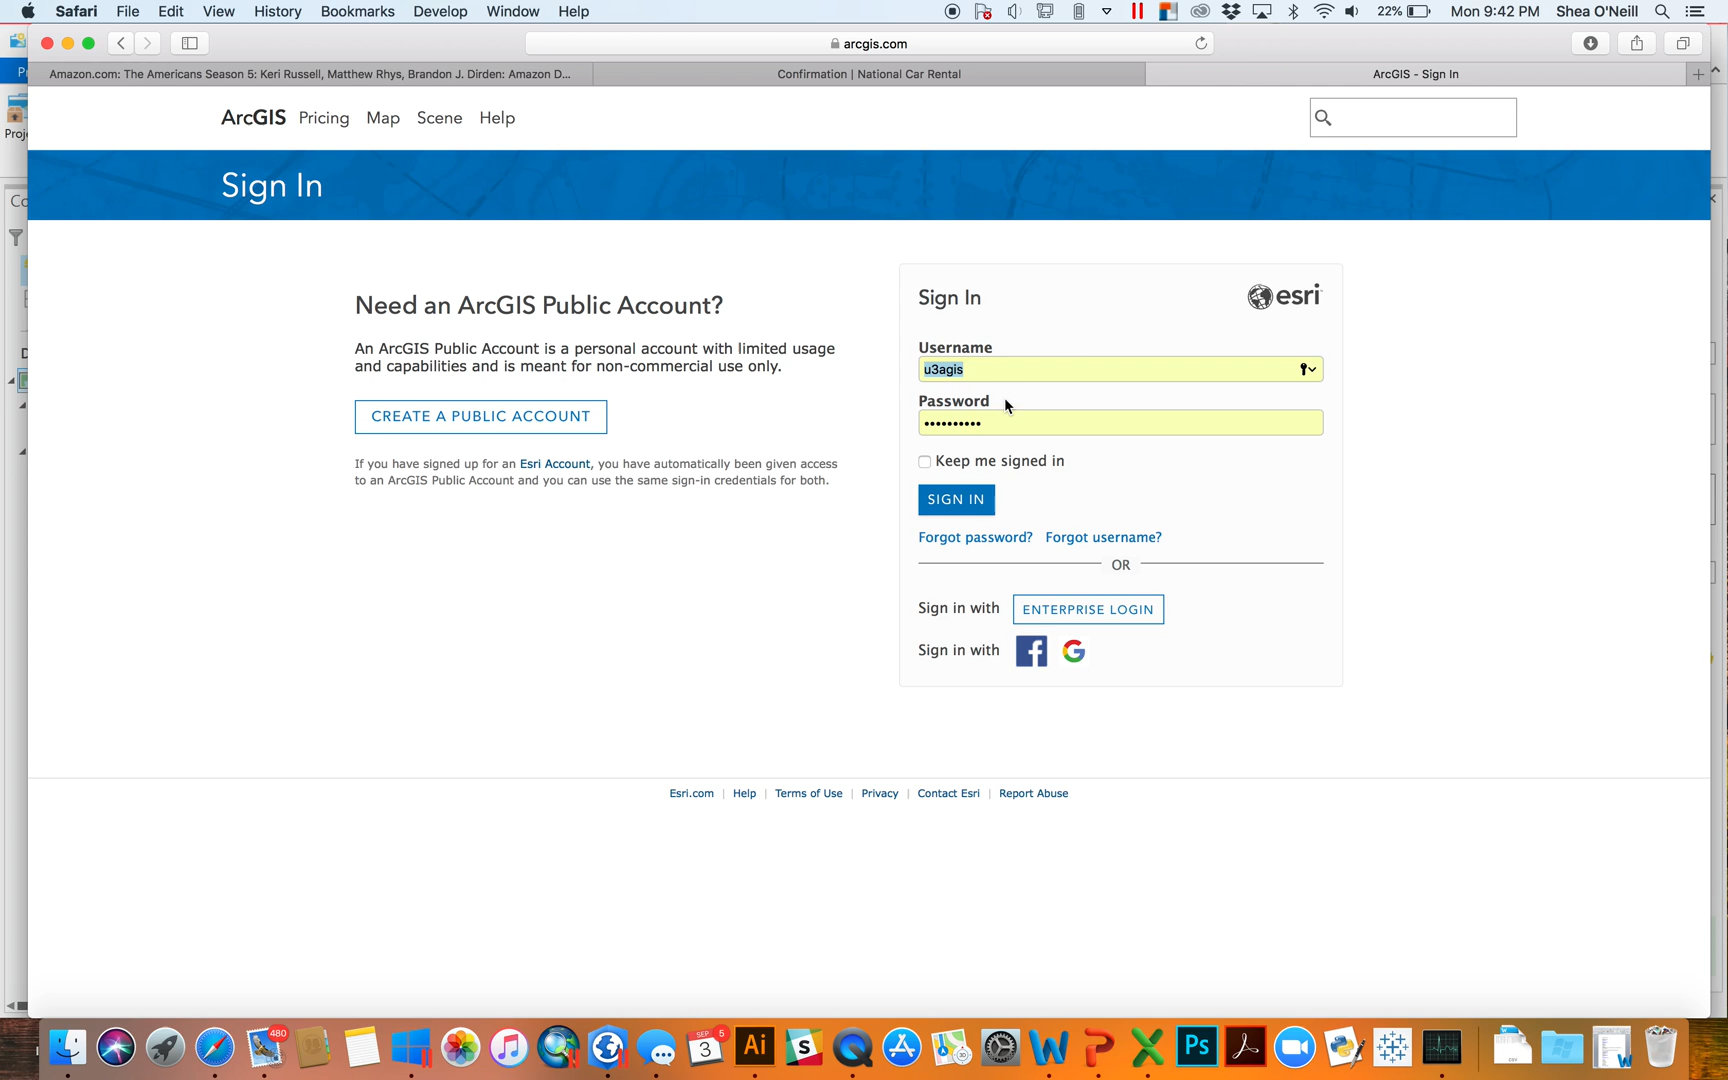 Safari File Edit View History Bookmarks Develop Window Help 22% Mon 9:42 PM Shea O'Neill
arcgis.com
Amazon.com: The Americans Season 5: Keri Russell, Matthew Rhys, Brandon J. Dirden: Amazon D... Confirmation | National Car Rental ArcGIS - Sign In
ArcGIS Pricing Map Scene Help
Sign In
Need an ArcGIS Public Account?
An ArcGIS Public Account is a personal account with limited usage
and capabilities and is meant for non-commercial use only.
CREATE A PUBLIC ACCOUNT
If you have signed up for an Esri Account, you have automatically been given access
to an ArcGIS Public Account and you can use the same sign-in credentials for both.
Sign In
esri
Username
u3agis
Password
••••••••••
Keep me signed in
SIGN IN
Forgot password? Forgot username?
OR
Sign in with ENTERPRISE LOGIN
Sign in with
Esri.com | Help | Terms of Use | Privacy | Contact Esri | Report Abuse
480
SEP
3
5
Ai
3D
Ps
CSV